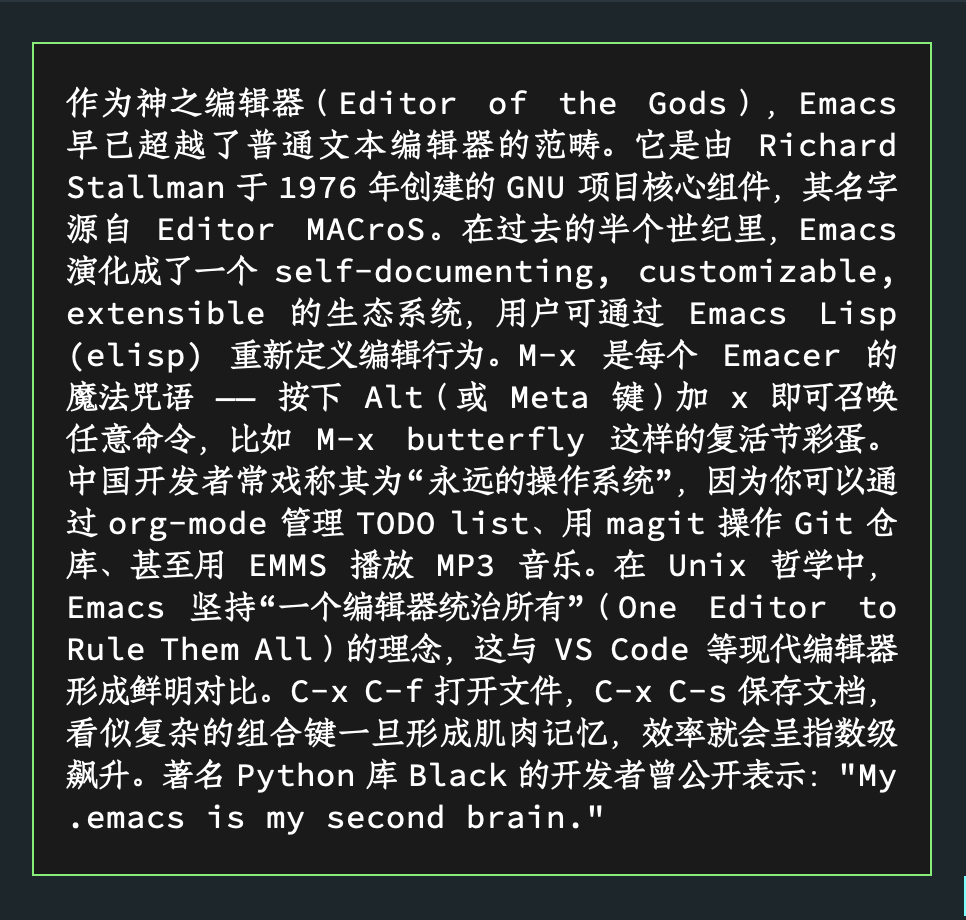 作为神之编辑器（Editor of the Gods），Emacs
早已超越了普通文本编辑器的范畴。它是由 Richard
Stallman 于 1976 年创建的 GNU 项目核心组件，其名字
源自 Editor MACroS。在过去的半个世纪里，Emacs
演化成了一个 self-documenting, customizable,
extensible 的生态系统，用户可通过 Emacs Lisp
(elisp) 重新定义编辑行为。M-x 是每个 Emacer 的
魔法咒语 —— 按下 Alt（或 Meta 键）加 x 即可召唤
任意命令，比如 M-x butterfly 这样的复活节彩蛋。
中国开发者常戏称其为“永远的操作系统”，因为你可以通
过 org-mode 管理 TODO list、用 magit 操作 Git 仓
库、甚至用 EMMS 播放 MP3 音乐。在 Unix 哲学中，
Emacs 坚持“一个编辑器统治所有”（One Editor to
Rule Them All）的理念，这与 VS Code 等现代编辑器
形成鲜明对比。C-x C-f 打开文件，C-x C-s 保存文档，
看似复杂的组合键一旦形成肌肉记忆，效率就会呈指数级
飙升。著名 Python 库 Black 的开发者曾公开表示："My
.emacs is my second brain."